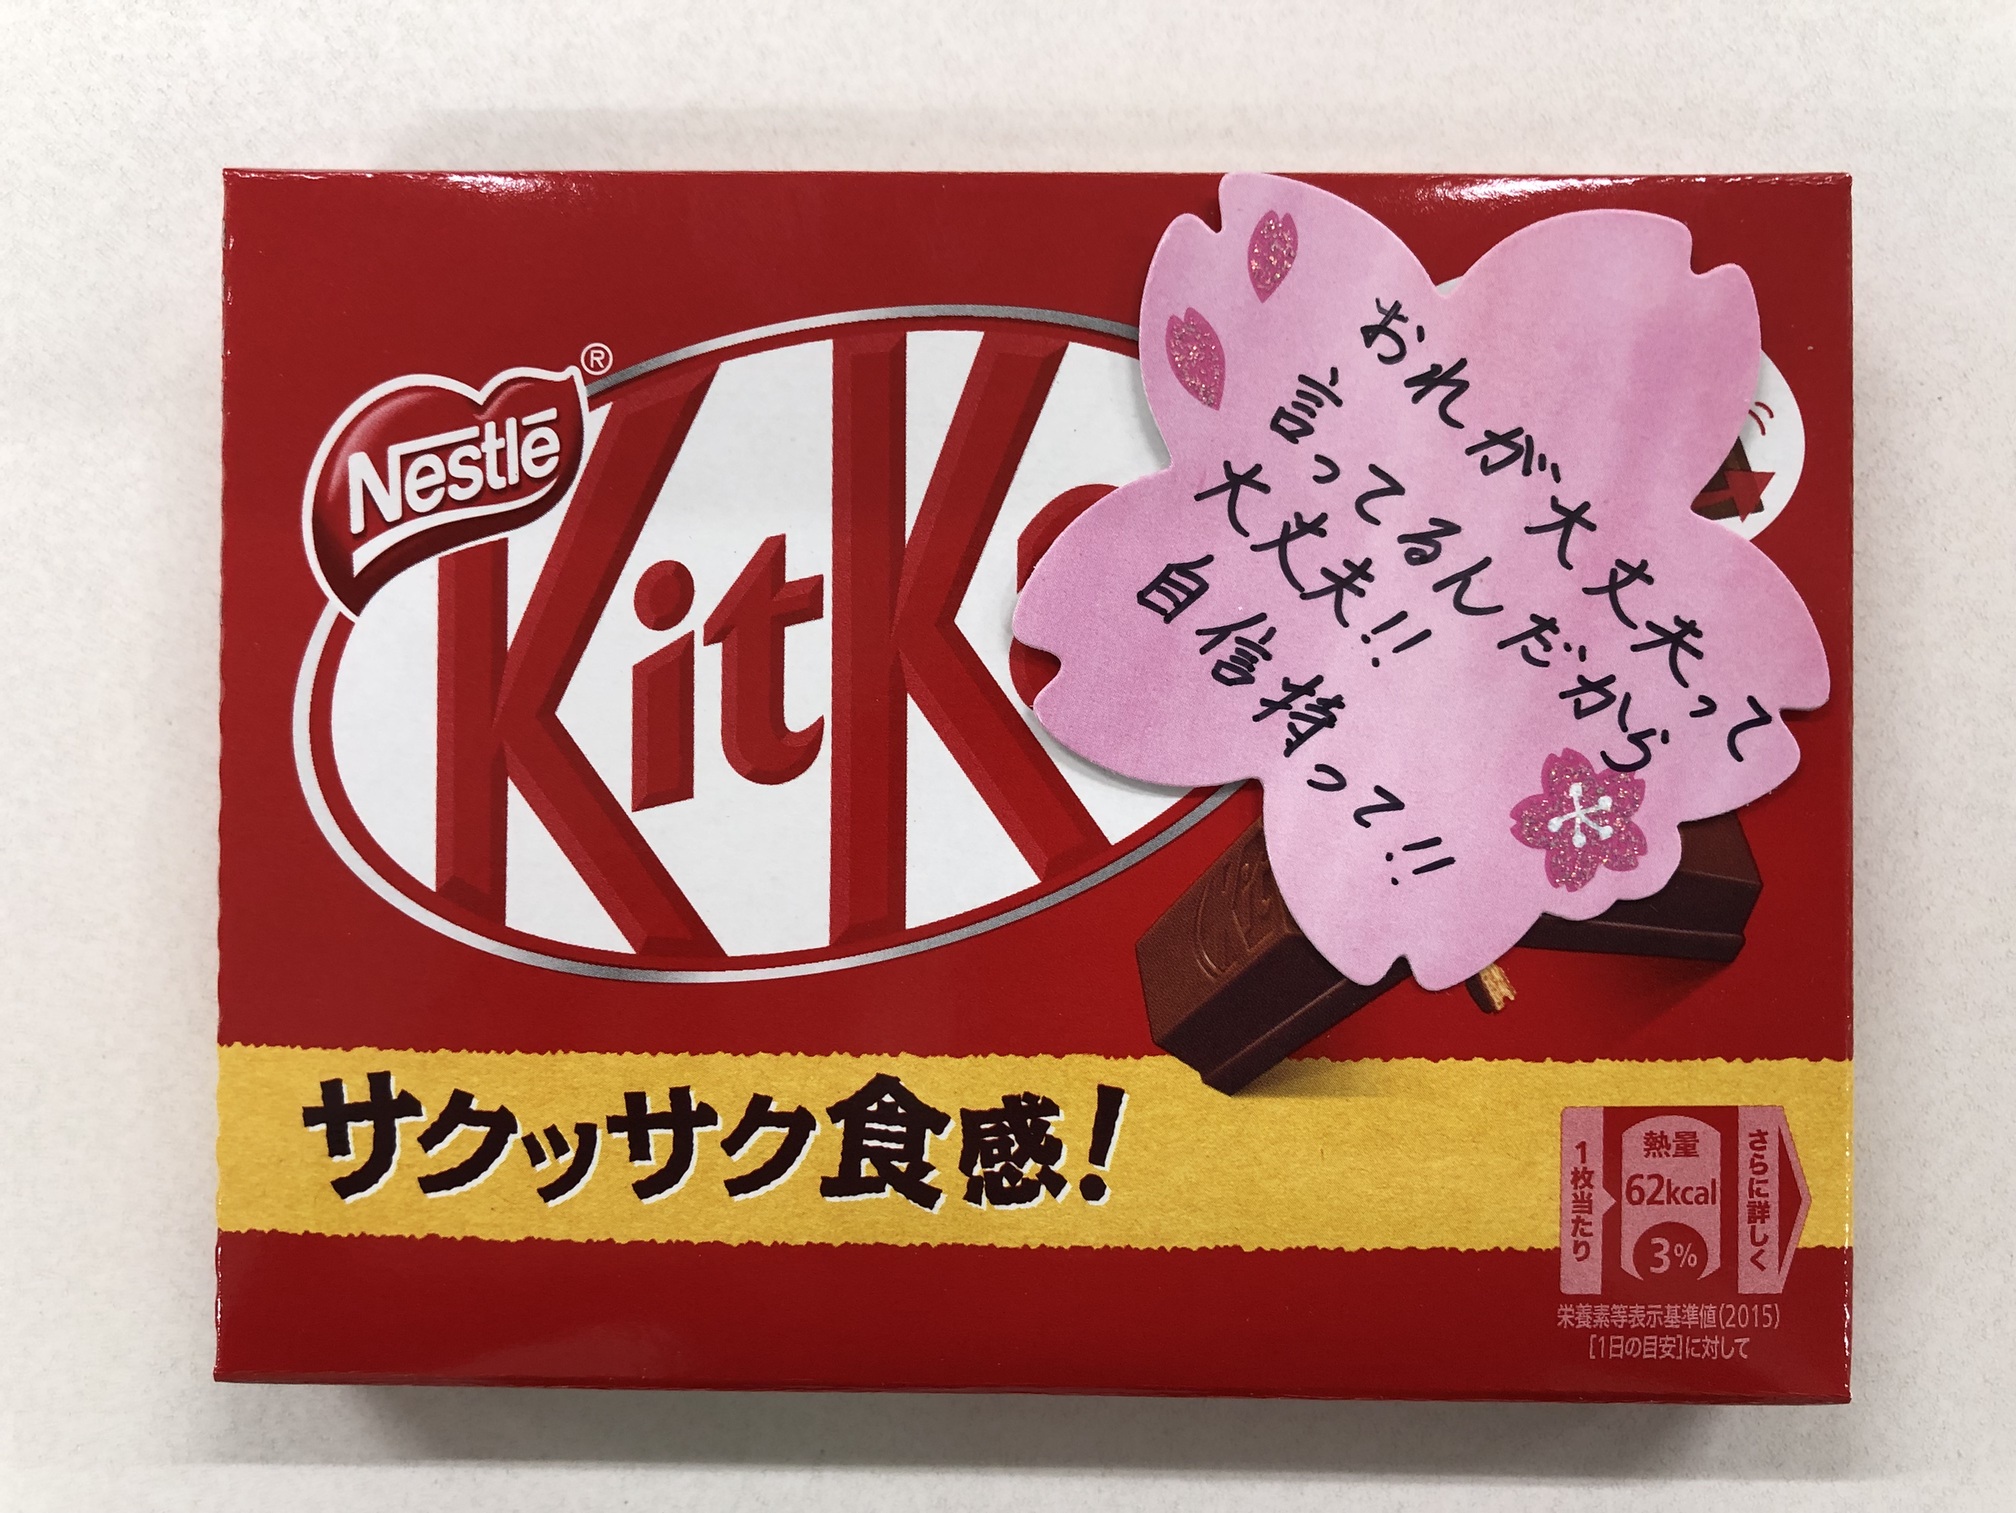 Nestlē
®
KitK
おれが大丈夫って
言ってるんだから
大丈夫!!
自信持って!!
サクッサク食感!
1枚当たり
熱量
62kcal
3%
さらに詳しく
栄養素等表示基準値(2015)
[1日の目安]に対して